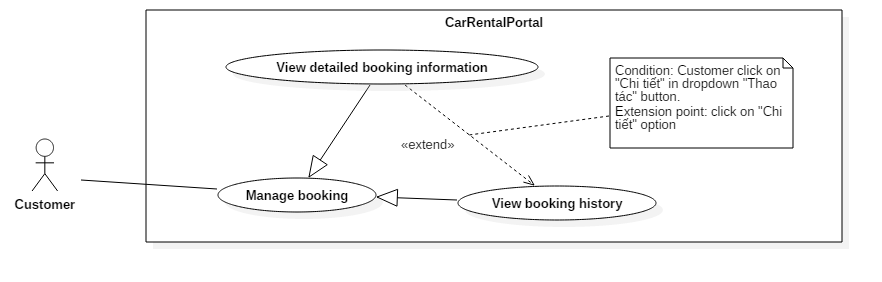 CarRentalPortal
View detailed booking information
Condition: Customer click on
"Chi tiết" in dropdown "Thao
tác" button.
Extension point: click on "Chi
tiết" option
«extend»
Manage booking
View booking history
Customer